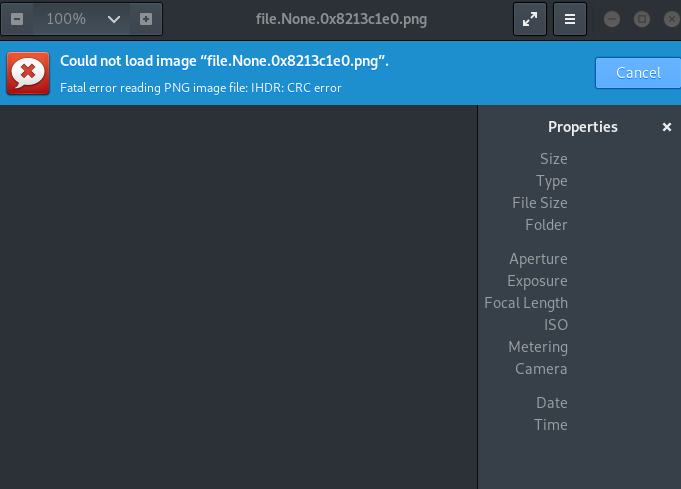 100%
file.None.0x8213c1e0.png
Could not load image “file.None.0x8213c1e0.png”.
Fatal error reading PNG image file: IHDR: CRC error
Cancel
Properties
Size
Type
File Size
Folder
Aperture
Exposure
Focal Length
ISO
Metering
Camera
Date
Time